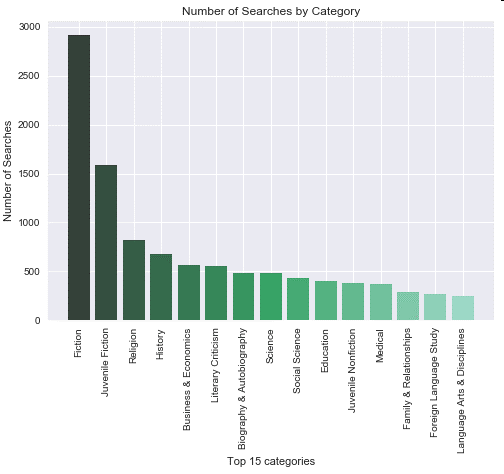 Number of Searches by Category
Number of Searches
3000
2500
2000
1500
1000
500
0
Fiction
Juvenile Fiction
Religion
History
Business & Economics
Literary Criticism
Biography & Autobiography
Science
Social Science
Education
Juvenile Nonfiction
Medical
Family & Relationships
Foreign Language Study
Language Arts & Disciplines
Top 15 categories